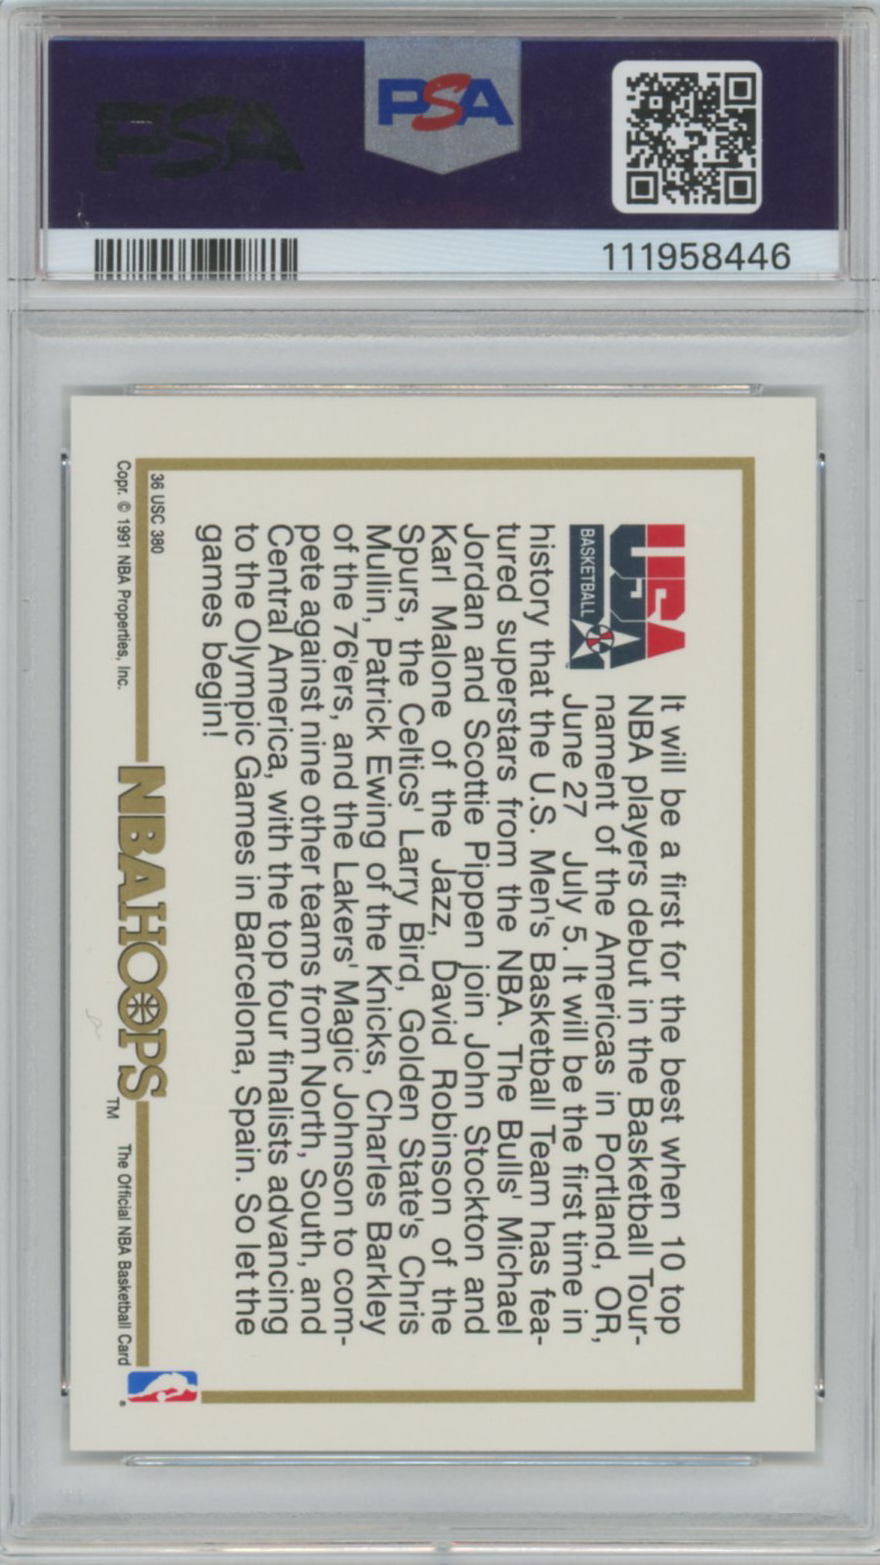 PSA
PSA
111958446
USA
BASKETBALL
It will be a first for the best when 10 top
NBA players debut in the Basketball Tour-
nament of the Americas in Portland, OR,
June 27 July 5. It will be the first time in
history that the U.S. Men's Basketball Team has fea-
tured superstars from the NBA. The Bulls' Michael
Jordan and Scottie Pippen join John Stockton and
Karl Malone of the Jazz, David Robinson of the
Spurs, the Celtics' Larry Bird, Golden State's Chris
Mullin, Patrick Ewing of the Knicks, Charles Barkley
of the 76'ers, and the Lakers' Magic Johnson to com-
pete against nine other teams from North, South, and
Central America, with the top four finalists advancing
to the Olympic Games in Barcelona, Spain. So let the
games begin!
36 USC 380
Copr. © 1991 NBA Properties, Inc.
NBA HOOPS™
The Official NBA Basketball Card